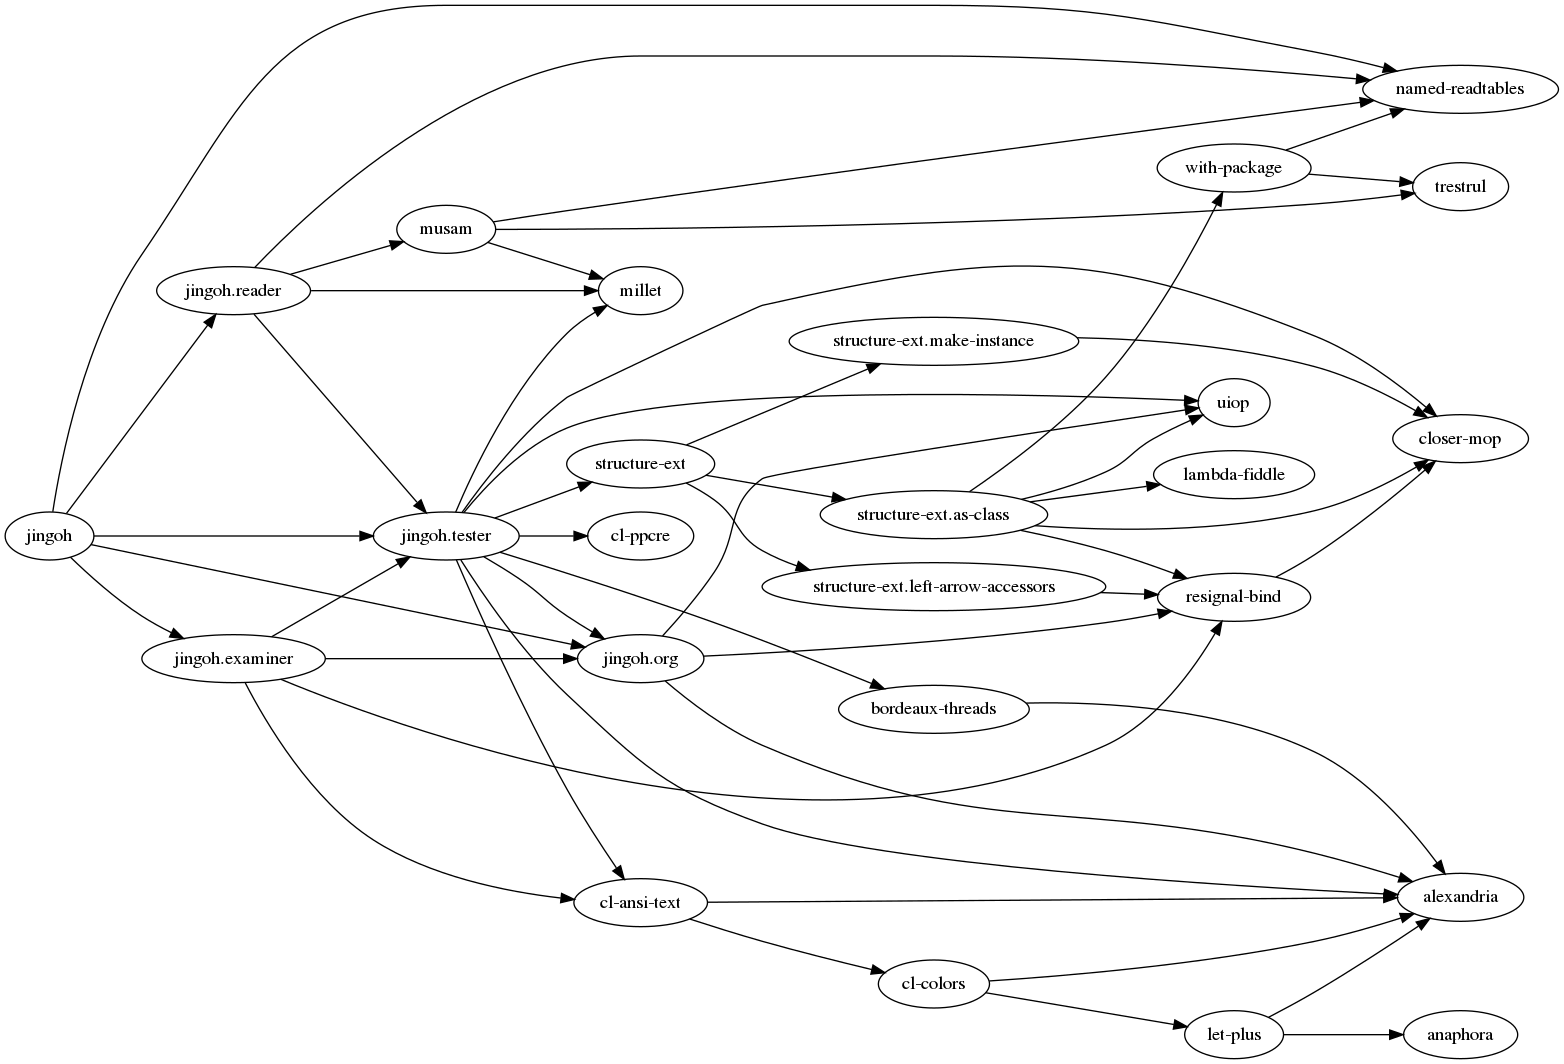 named-readtables
with-package
trestrul
musam
jingoh.reader
millet
structure-ext.make-instance
uiop
closer-mop
structure-ext
lambda-fiddle
structure-ext.as-class
jingoh
jingoh.tester
cl-ppcre
structure-ext.left-arrow-accessors
resignal-bind
jingoh.examiner
jingoh.org
bordeaux-threads
alexandria
cl-ansi-text
cl-colors
let-plus
anaphora